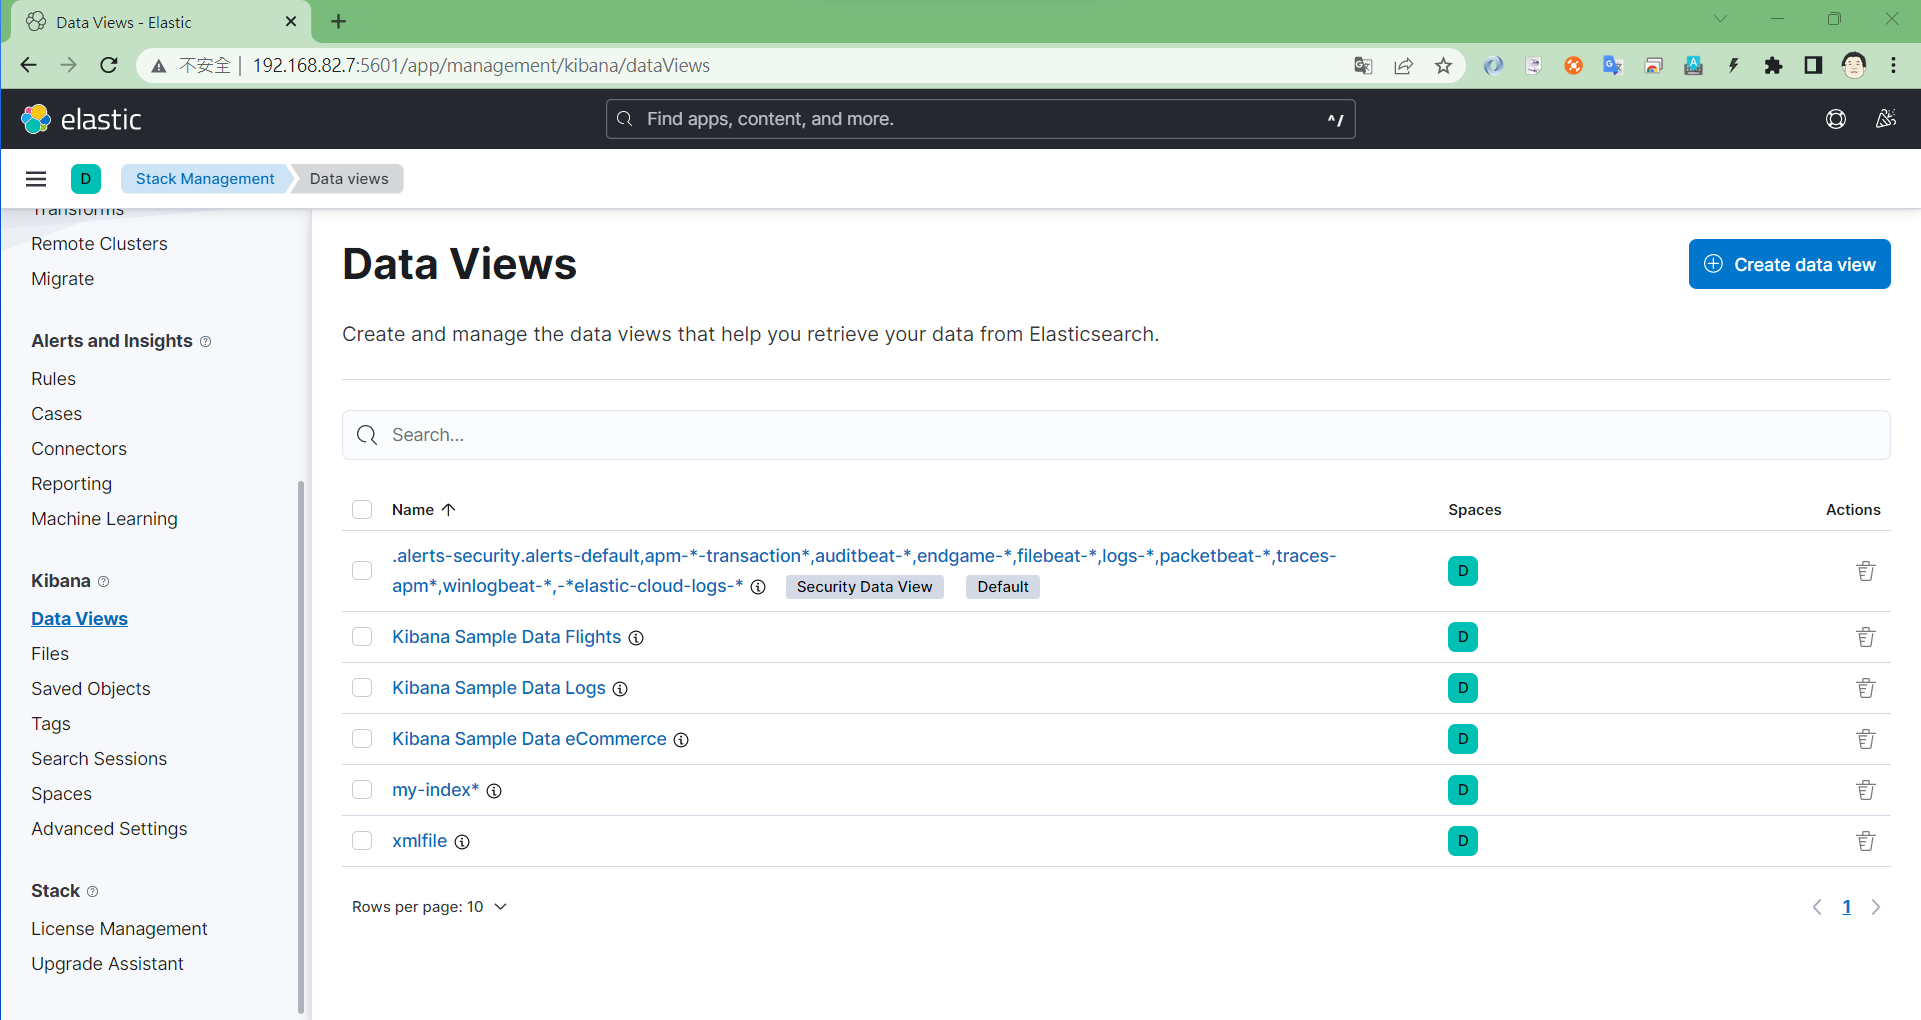 Data Views - Elastic
不安全 192.168.82.7:5601/app/management/kibana/dataViews
elastic
Find apps, content, and more.
^/
D
Stack Management
Data views
Transforms
Remote Clusters
Migrate
Alerts and Insights
Rules
Cases
Connectors
Reporting
Machine Learning
Kibana
Data Views
Files
Saved Objects
Tags
Search Sessions
Spaces
Advanced Settings
Stack
License Management
Upgrade Assistant
Data Views
Create data view
Create and manage the data views that help you retrieve your data from Elasticsearch.
Search...
Name Spaces Actions
.alerts-security.alerts-default,apm-*-transaction*,auditbeat-*,endgame-*,filebeat-*,logs-*,packetbeat-*,traces-
apm*,winlogbeat-*,-*elastic-cloud-logs-* Security Data View Default D
Kibana Sample Data Flights D
Kibana Sample Data Logs D
Kibana Sample Data eCommerce D
my-index* D
xmlfile D
Rows per page: 10
1